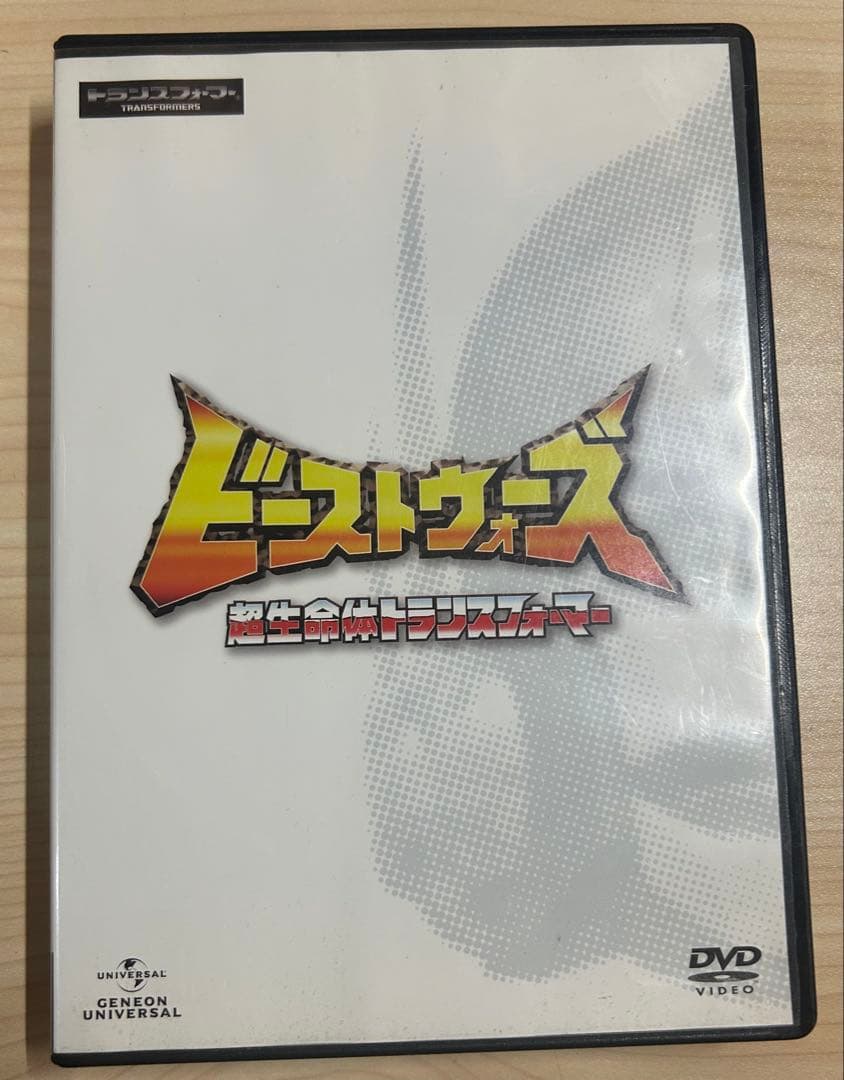 トランスフォーマー
TRANSFORMERS
ビーストウォーズ
超生命体トランスフォーマー
UNIVERSAL
GENEON
UNIVERSAL
DVD
VIDEO